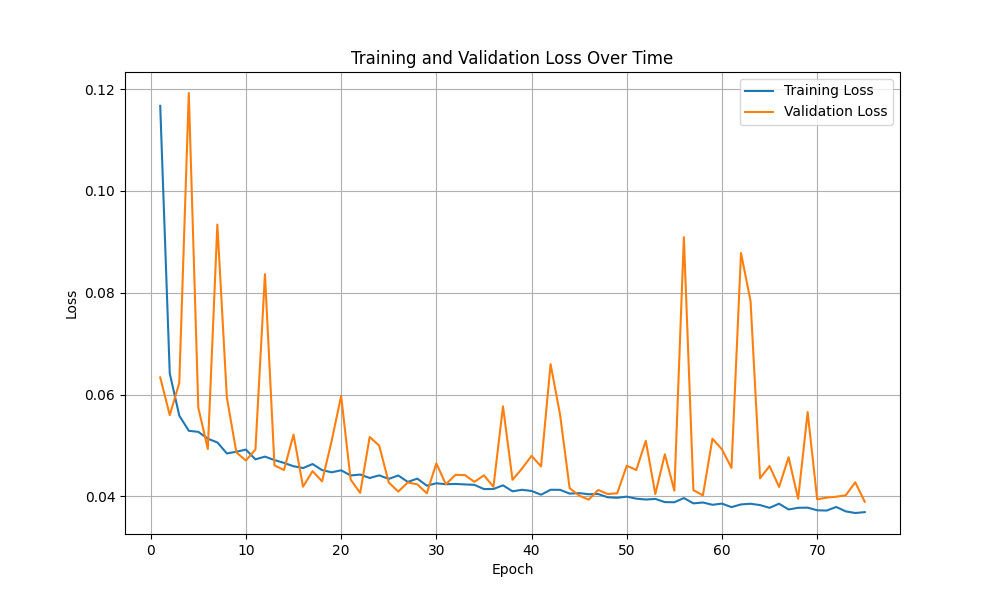 Training and Validation Loss Over Time
Training Loss
Validation Loss
0.12
0.10
0.08
0.06
0.04
Loss
0 10 20 30 40 50 60 70
Epoch